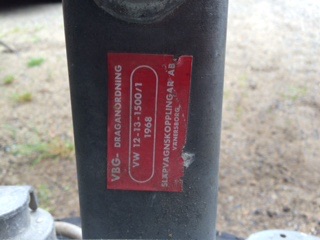 VBG- DRAGANORDNING
VW 12-13-1500/1
1968
SLÄPVAGNSKOPPLINGAR AB.
VÄNERSBORG